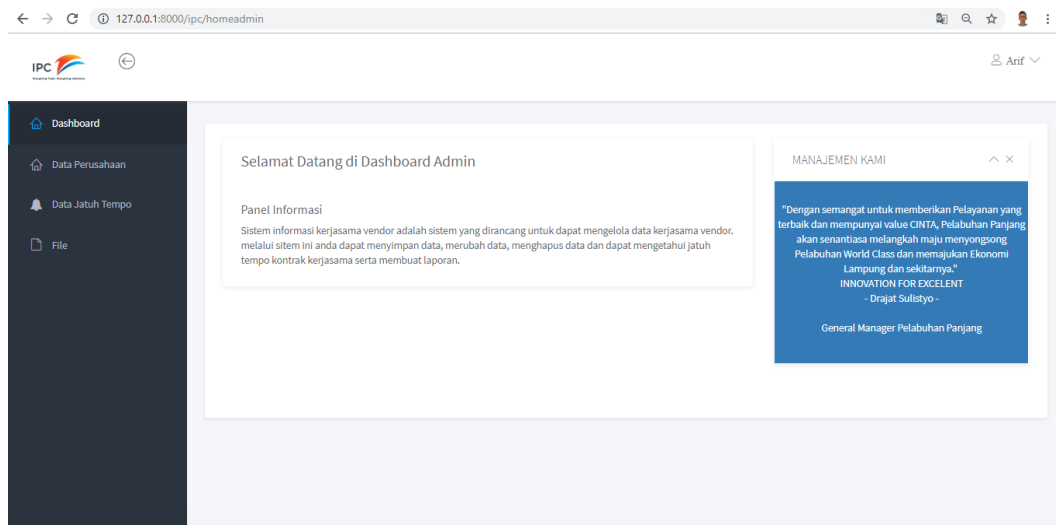 127.0.0.1:8000/ipc/homeadmin
IPC
Arif
Dashboard
Data Perusahaan
Data Jatuh Tempo
File
Selamat Datang di Dashboard Admin
Panel Informasi
Sistem informasi kerjasama vendor adalah sistem yang dirancang untuk dapat mengelola data kerjasama vendor.
melalui sitem ini anda dapat menyimpan data, merubah data, menghapus data dan dapat mengetahui jatuh
tempo kontrak kerjasama serta membuat laporan.
MANAJEMEN KAMI
"Dengan semangat untuk memberikan Pelayanan yang
terbaik dan mempunyai value CINTA, Pelabuhan Panjang
akan senantiasa melangkah maju menyongsong
Pelabuhan World Class dan memajukan Ekonomi
Lampung dan sekitarnya."
INNOVATION FOR EXCELENT
- Drajat Sulistyo -
General Manager Pelabuhan Panjang